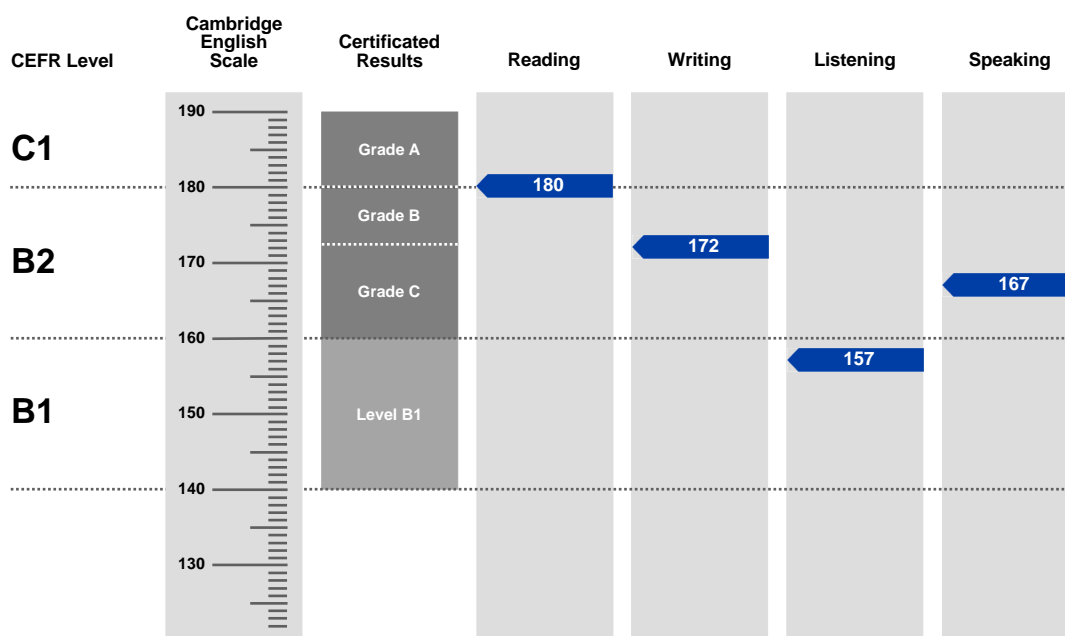 CEFR Level
Cambridge
English
Scale
Certificated
Results
Reading
Writing
Listening
Speaking
190
C1
Grade A
180
180
Grade B
172
B2
170
Grade C
167
160
157
B1
150
Level B1
140
130